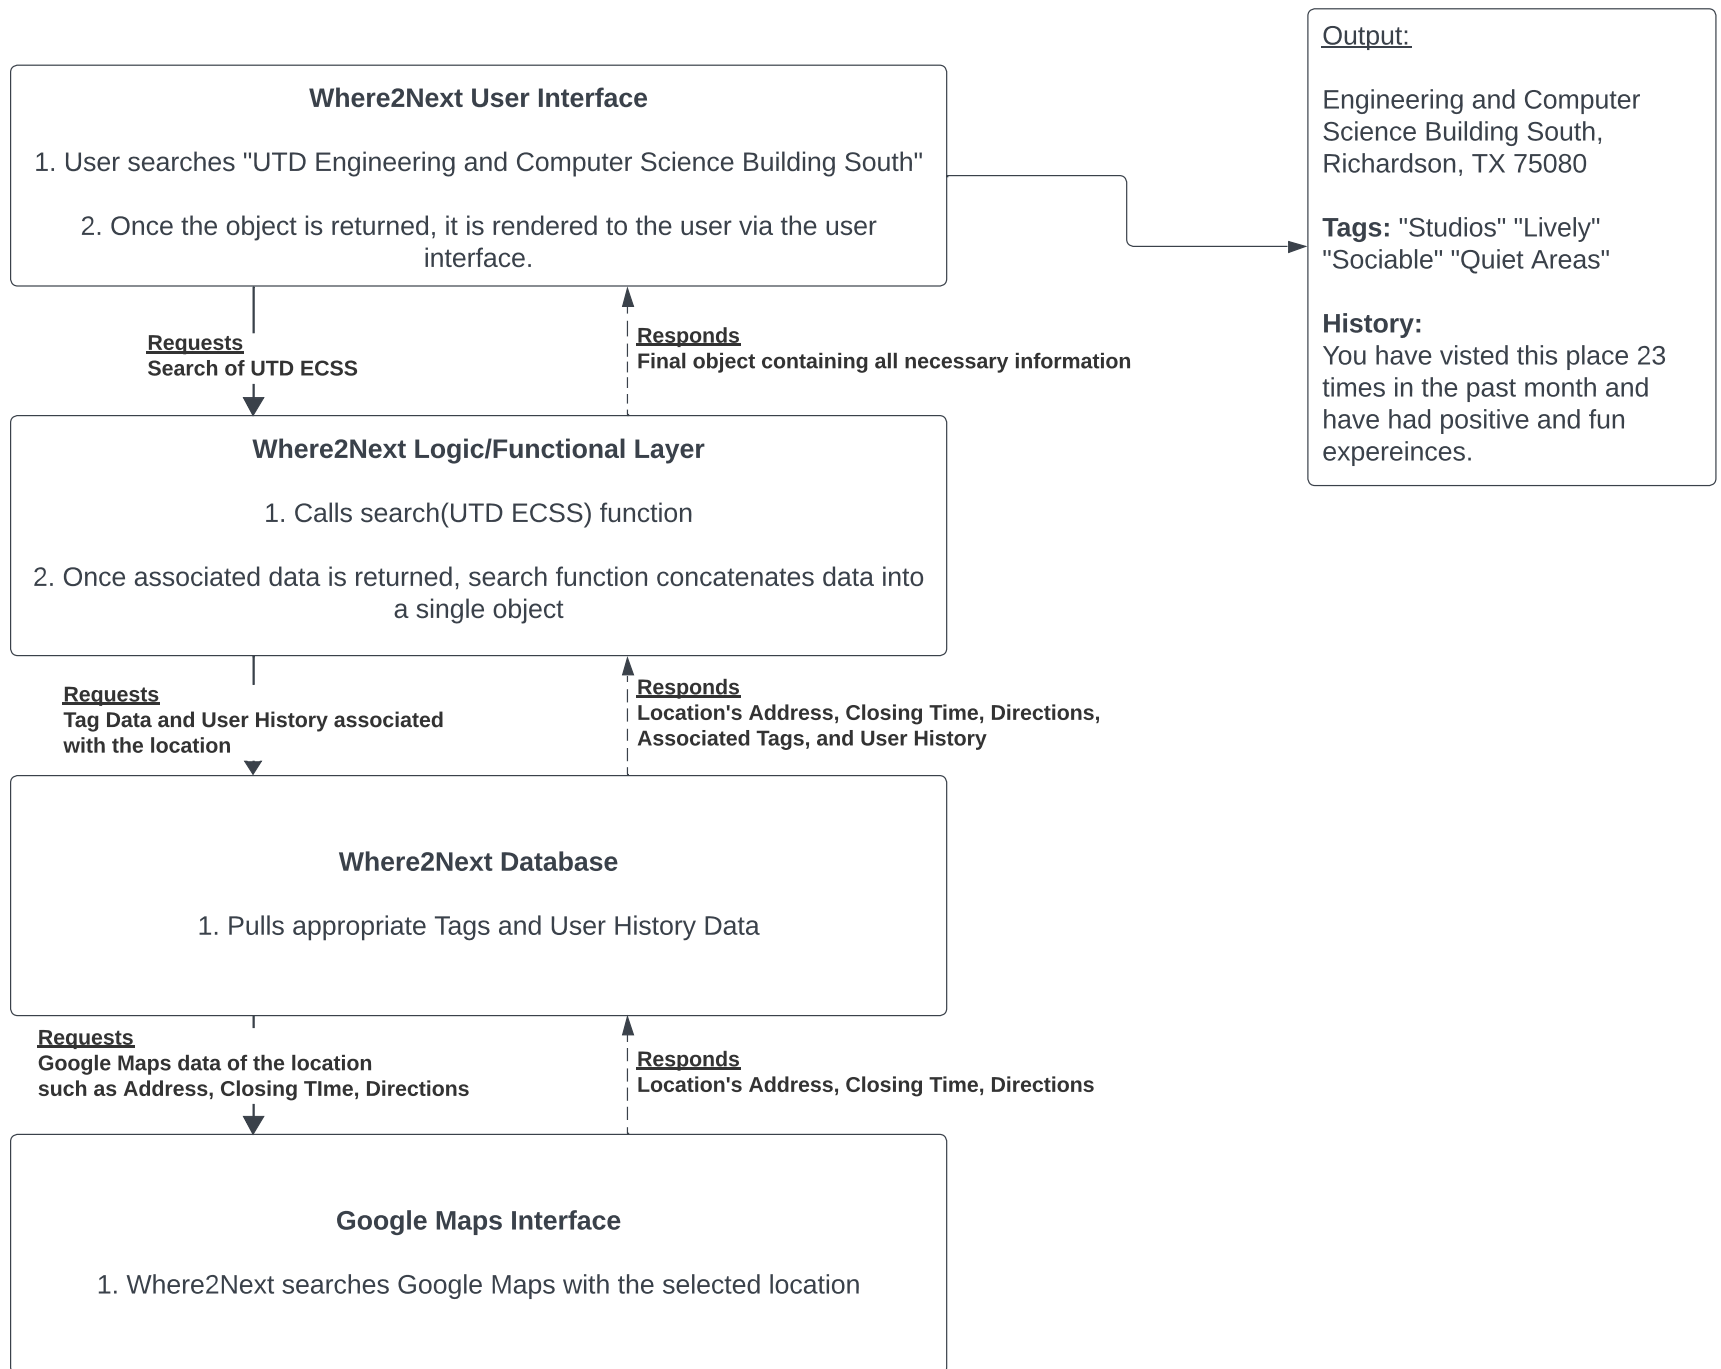 Where2Next User Interface
1. User searches "UTD Engineering and Computer Science Building South"
2. Once the object is returned, it is rendered to the user via the user
interface.
Output:
Engineering and Computer
Science Building South,
Richardson, TX 75080
Tags: "Studios" "Lively"
"Sociable" "Quiet Areas"
History:
You have visted this place 23
times in the past month and
have had positive and fun
expereinces.
Requests
Search of UTD ECSS
Responds
Final object containing all necessary information
Where2Next Logic/Functional Layer
1. Calls search(UTD ECSS) function
2. Once associated data is returned, search function concatenates data into
a single object
Requests
Tag Data and User History associated
with the location
Responds
Location's Address, Closing Time, Directions,
Associated Tags, and User History
Where2Next Database
1. Pulls appropriate Tags and User History Data
Requests
Google Maps data of the location
such as Address, Closing TIme, Directions
Responds
Location's Address, Closing Time, Directions
Google Maps Interface
1. Where2Next searches Google Maps with the selected location